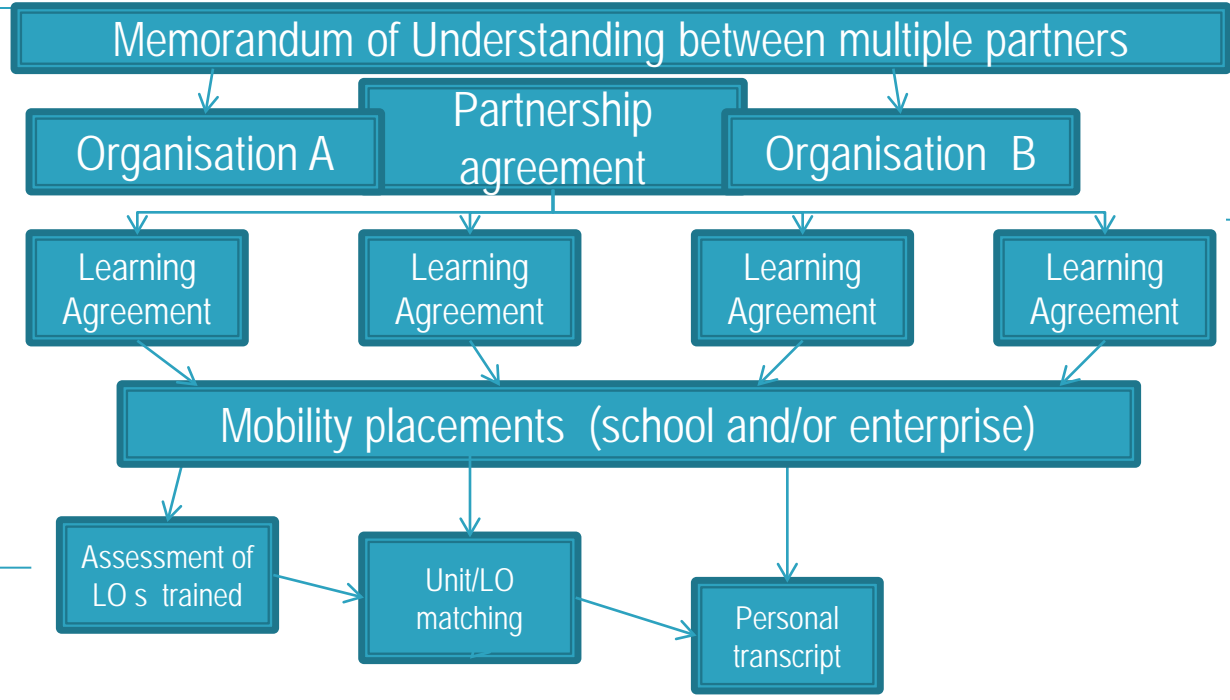 Memorandum of Understanding between multiple partners
Organisation A
Partnership
agreement
Organisation B
Learning
Agreement
Learning
Agreement
Learning
Agreement
Learning
Agreement
Mobility placements (school and/or enterprise)
Assessment of
LO s trained
Unit/LO
matching
Personal
transcript